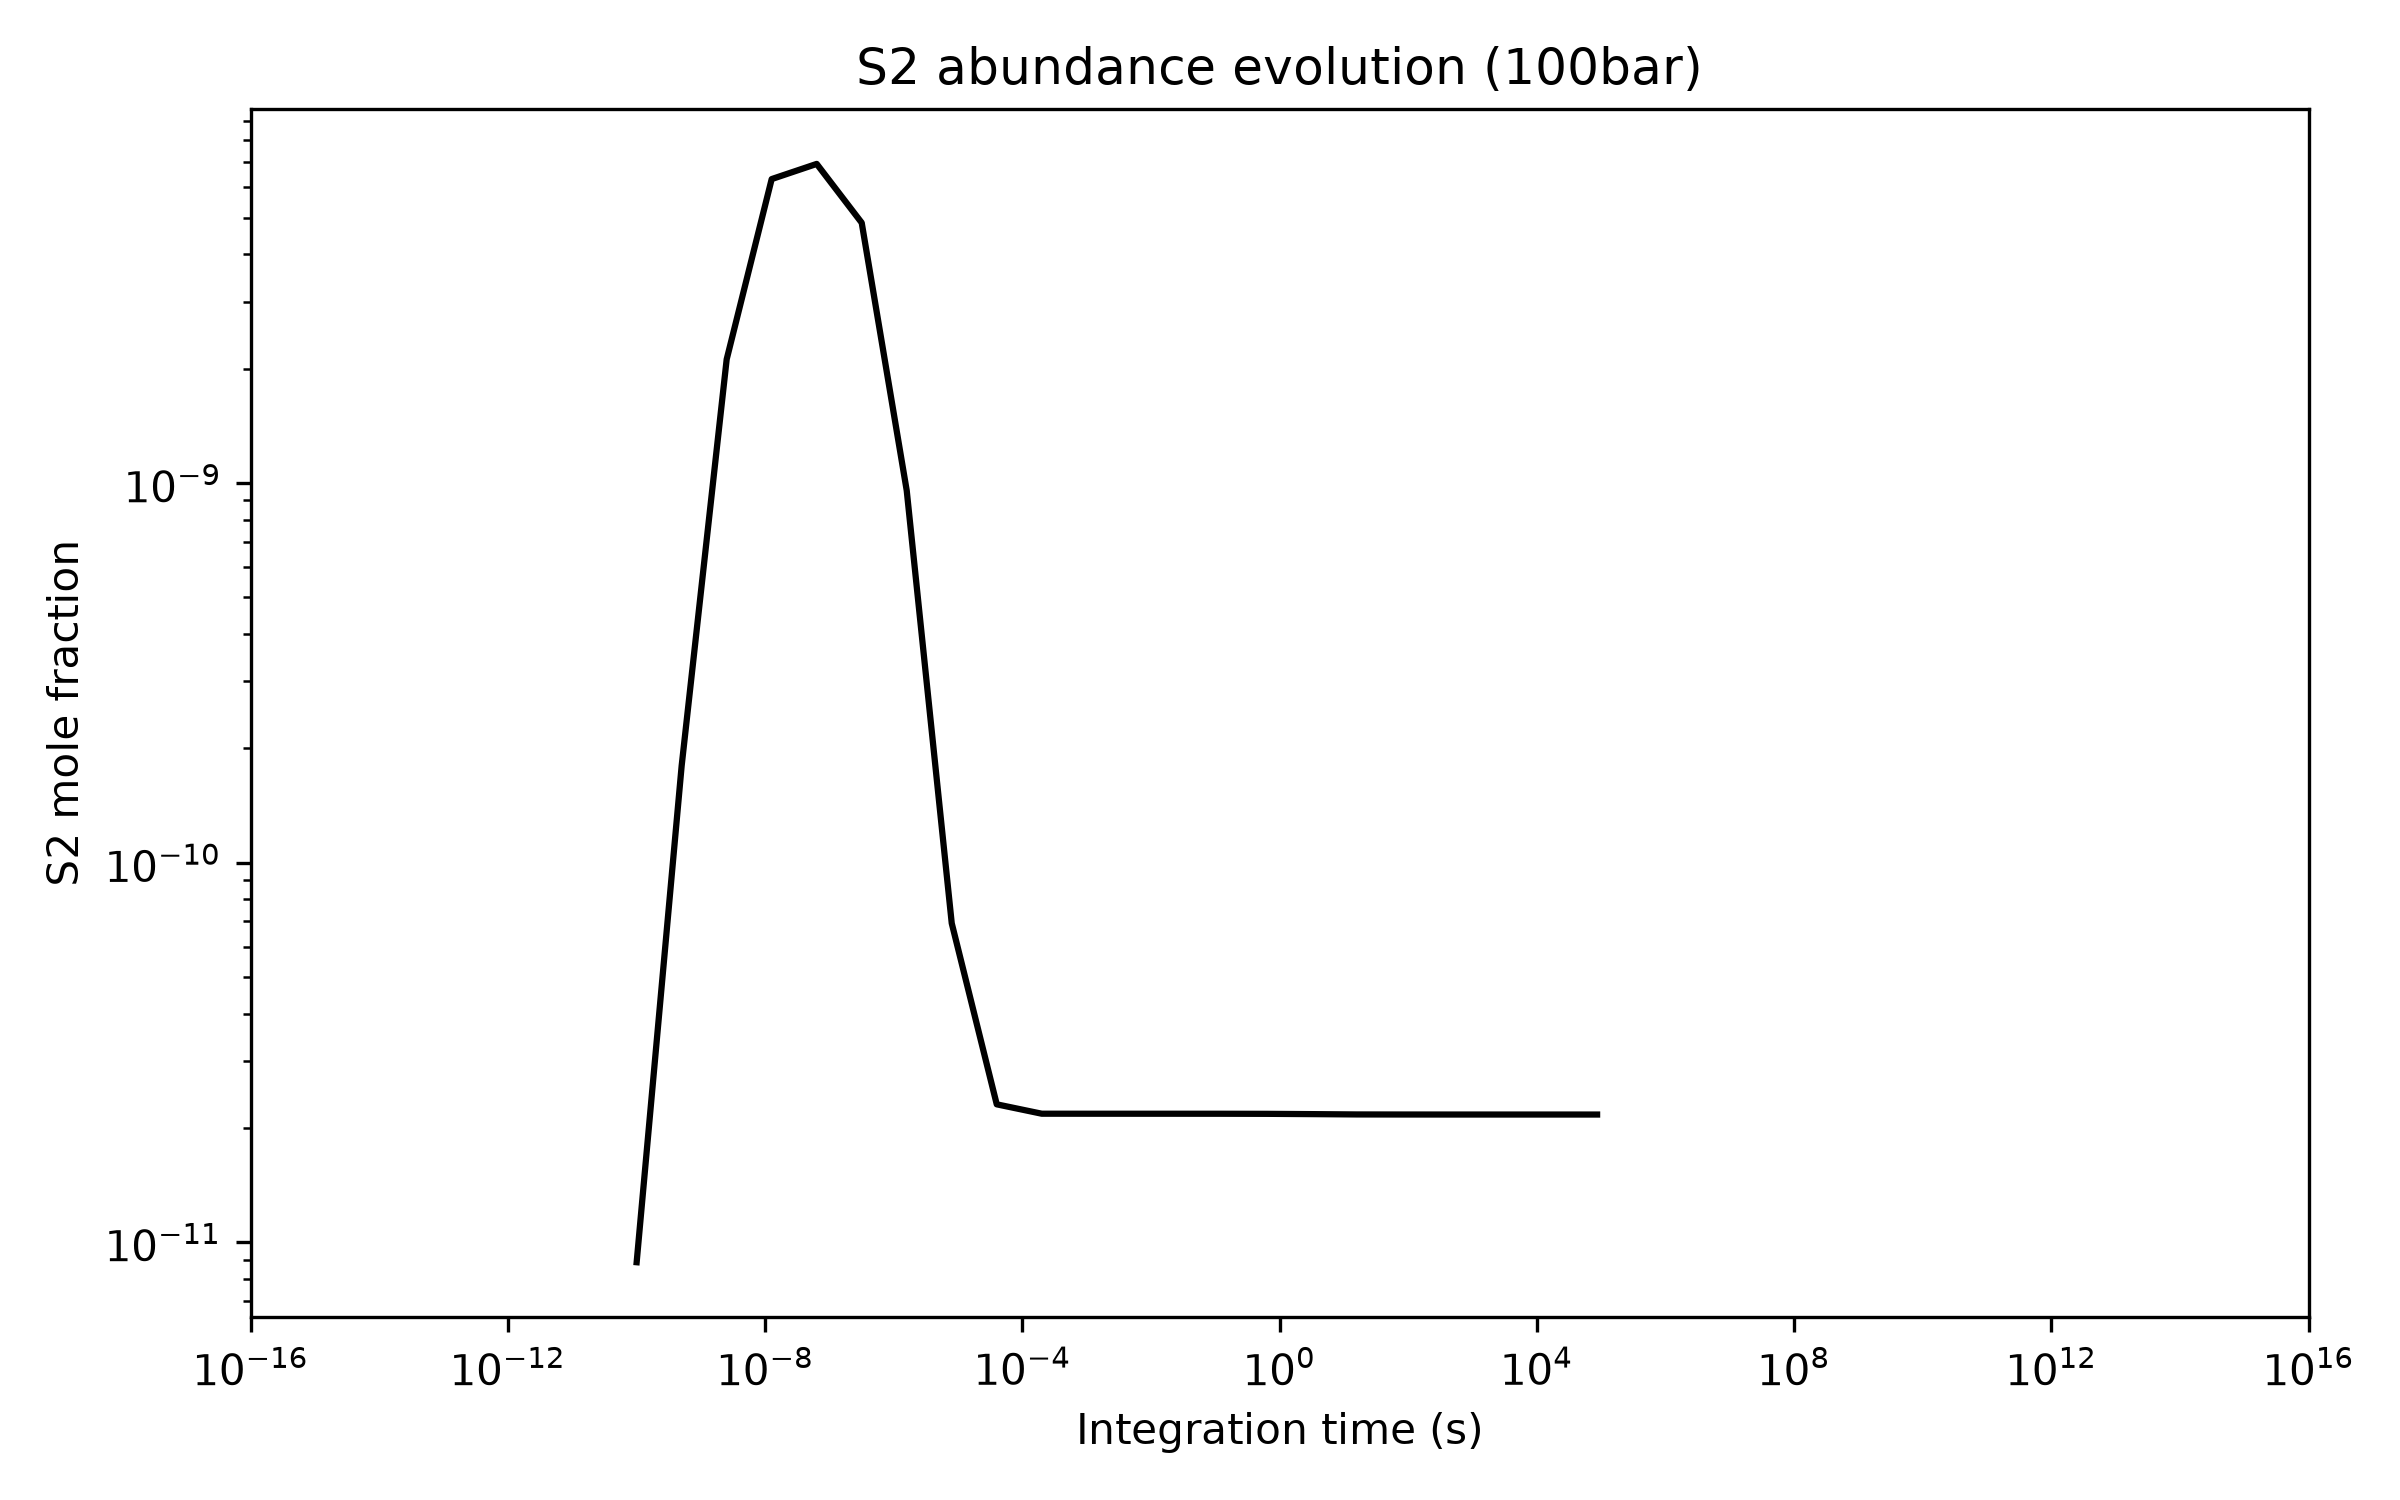 S2 abundance evolution (100bar)
S2 mole fraction
10⁻⁹
10⁻¹⁰
10⁻¹¹
10⁻¹⁶ 10⁻¹² 10⁻⁸ 10⁻⁴ 10⁰ 10⁴ 10⁸ 10¹² 10¹⁶
Integration time (s)